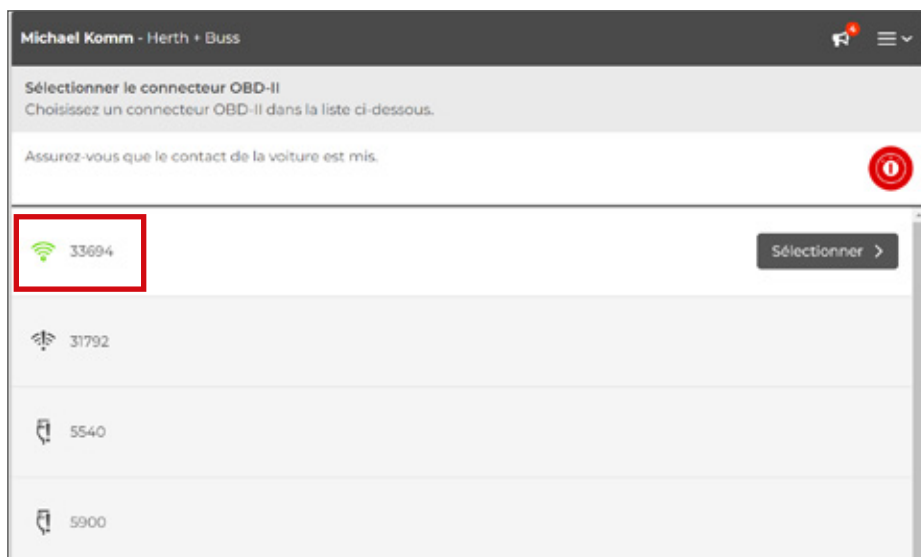 Michael Komm - Herth + Buss
4
Sélectionner le connecteur OBD-II
Choisissez un connecteur OBD-II dans la liste ci-dessous.
Assurez-vous que le contact de la voiture est mis.
33694
Sélectionner >
31792
5540
5900